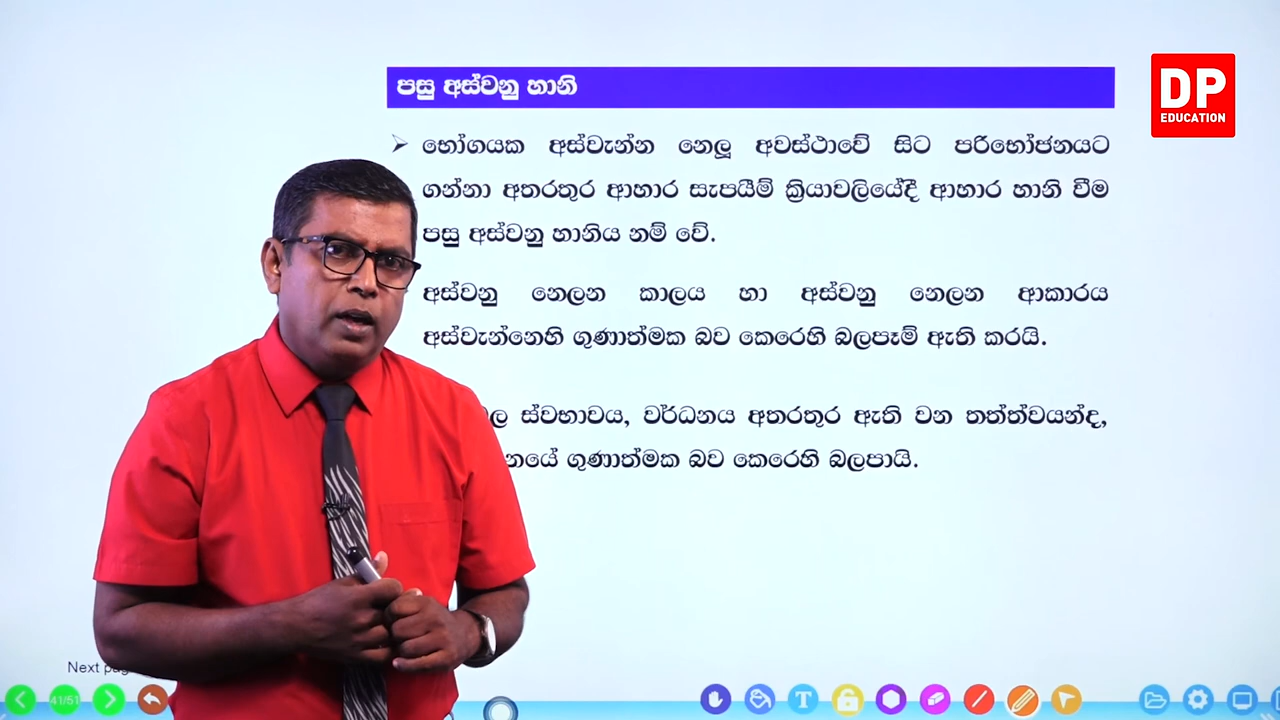 පසු අස්වනු හානි
DP
EDUCATION
➢ භෝගයක අස්වැන්න නෙලූ අවස්ථාවේ සිට පරිභෝජනයට
ගන්නා අතරතුර ආහාර සැපයීම් ක්‍රියාවලියේදී ආහාර හානි වීම
පසු අස්වනු හානිය නම් වේ.
අස්වනු නෙලන කාලය හා අස්වනු නෙලන ආකාරය
අස්වැන්නෙහි ගුණාත්මක බව කෙරෙහි බලපෑම් ඇති කරයි.
ස්වභාවය, වර්ධනය අතරතුර ඇති වන තත්ත්වයන්ද,
ගුණාත්මක බව කෙරෙහි බලපායි.
Next
41/51
T